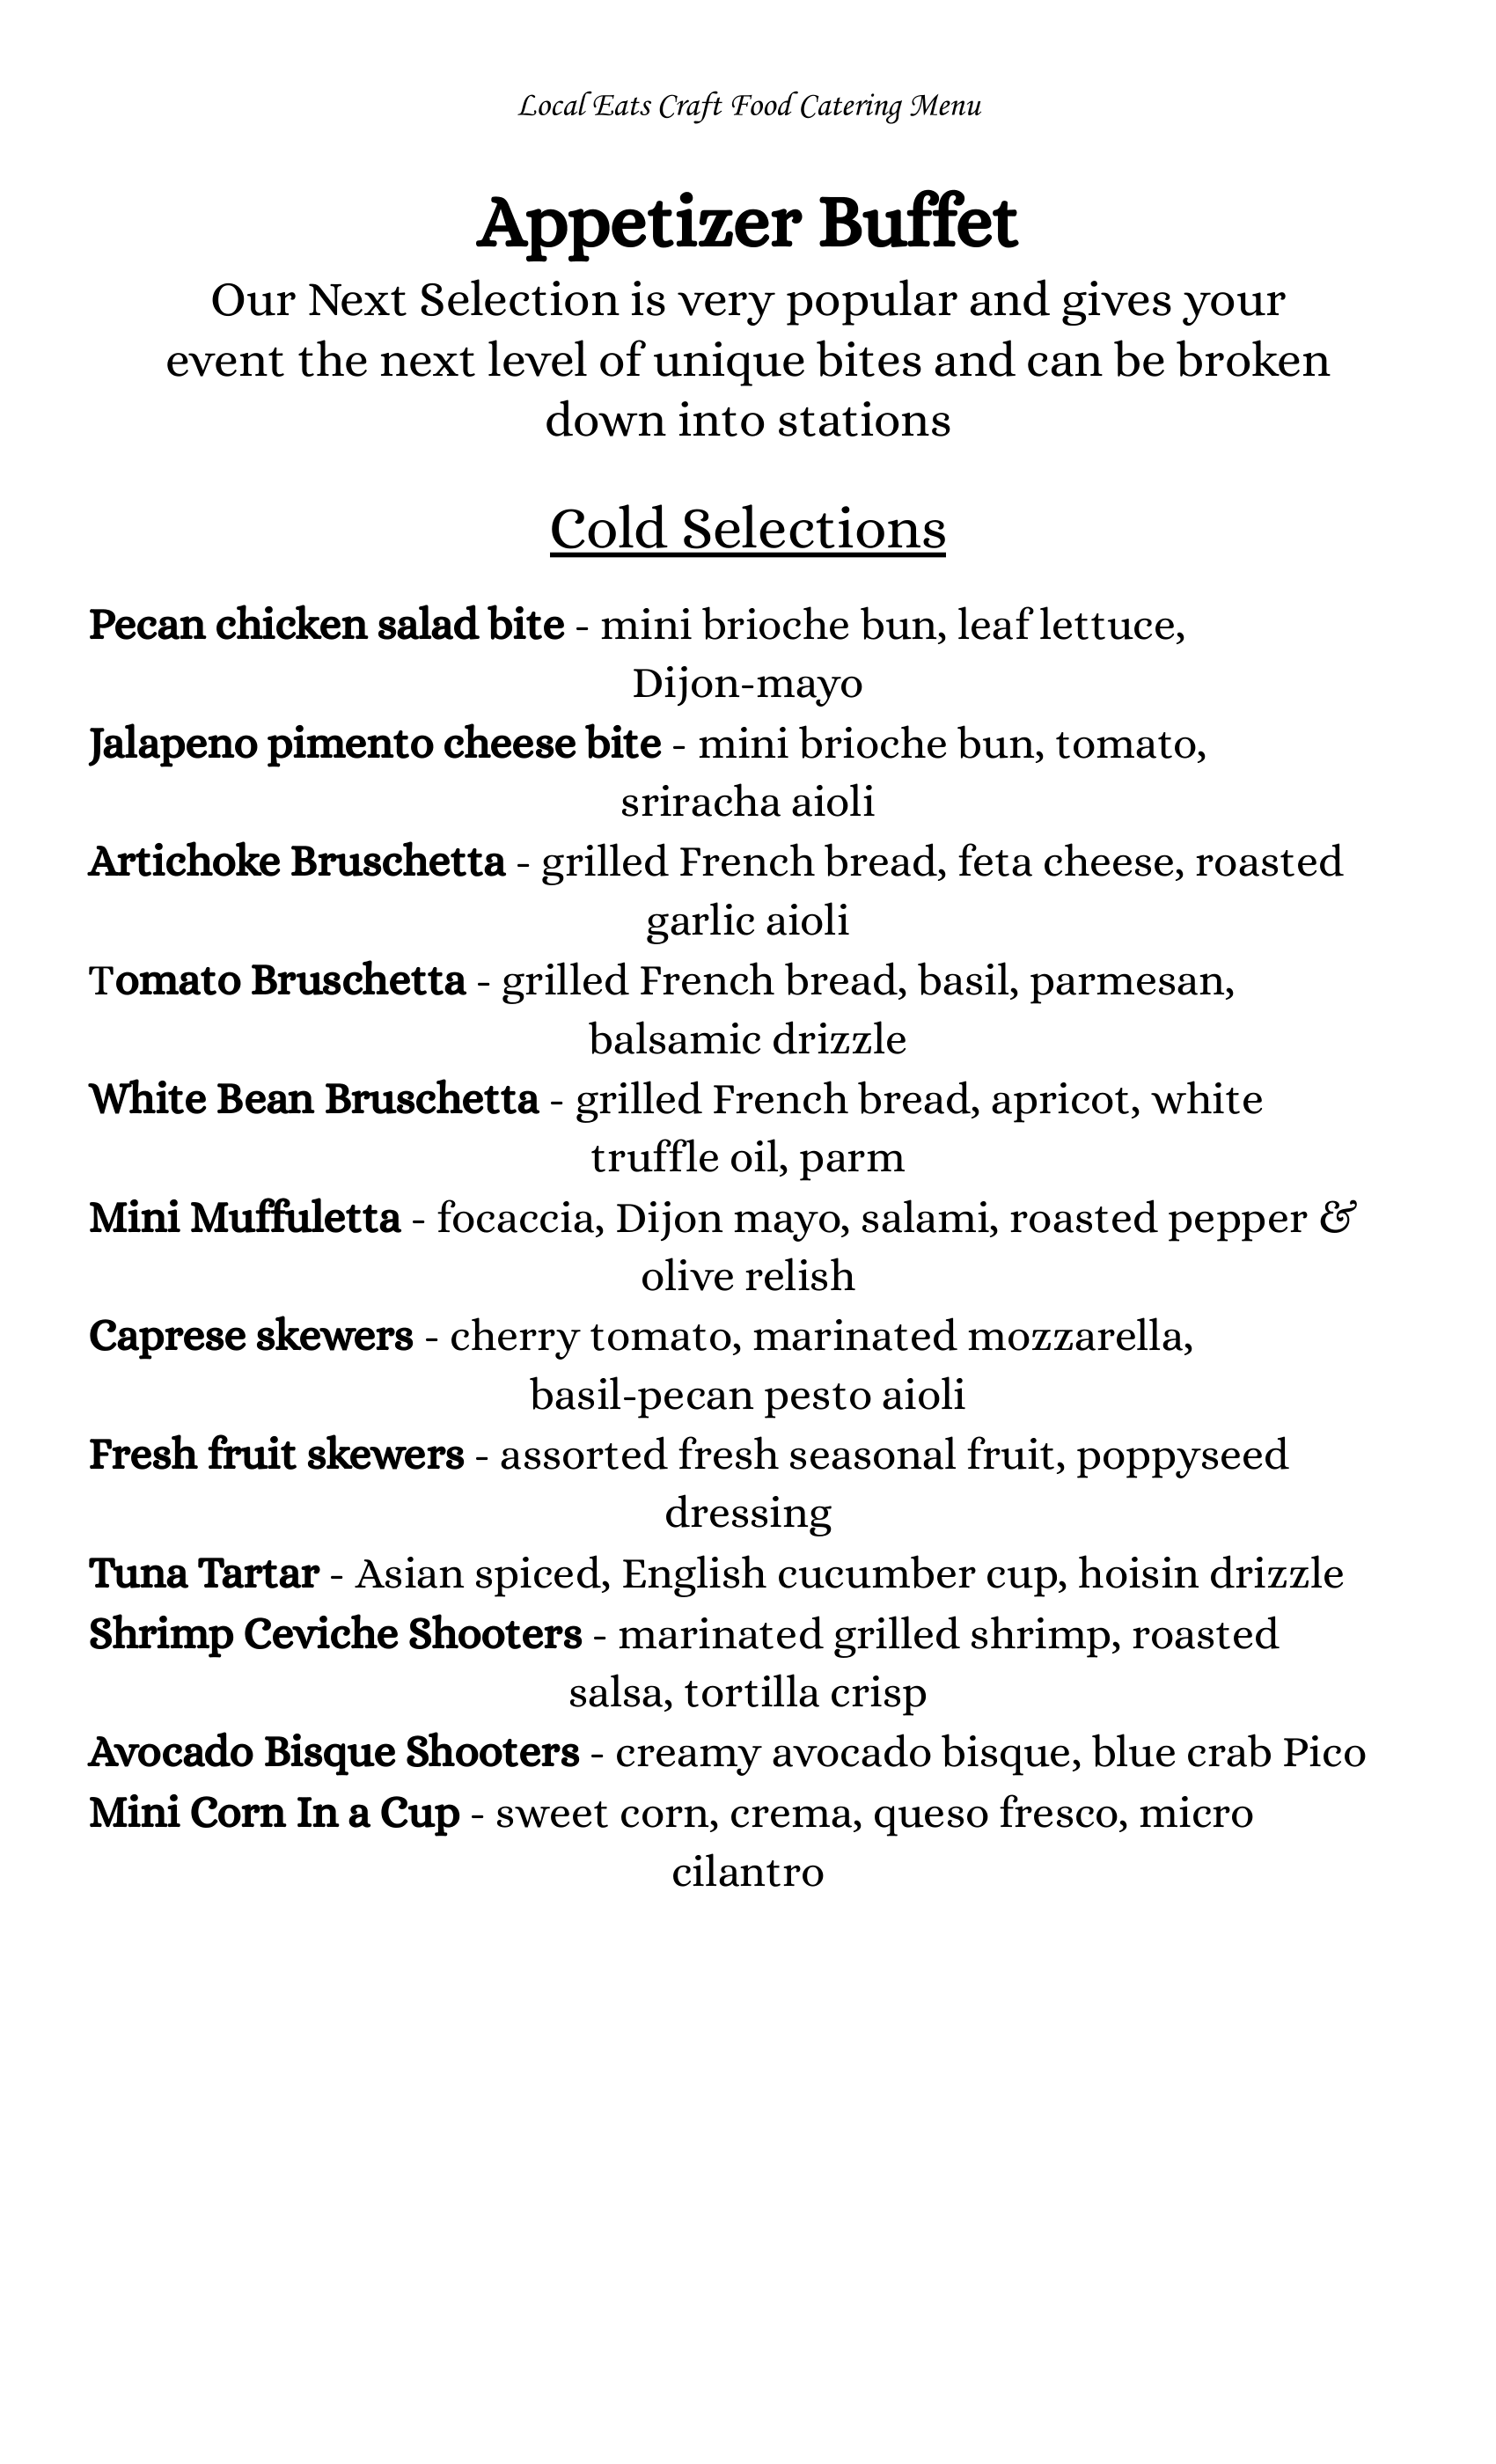 Local Eats Craft Food Catering Menu
Appetizer Buffet
Our Next Selection is very popular and gives your
event the next level of unique bites and can be broken
down into stations
Cold Selections
Pecan chicken salad bite - mini brioche bun, leaf lettuce,
Dijon-mayo
Jalapeno pimento cheese bite - mini brioche bun, tomato,
sriracha aioli
Artichoke Bruschetta - grilled French bread, feta cheese, roasted
garlic aioli
Tomato Bruschetta - grilled French bread, basil, parmesan,
balsamic drizzle
White Bean Bruschetta - grilled French bread, apricot, white
truffle oil, parm
Mini Muffuletta - focaccia, Dijon mayo, salami, roasted pepper &
olive relish
Caprese skewers - cherry tomato, marinated mozzarella,
basil-pecan pesto aioli
Fresh fruit skewers - assorted fresh seasonal fruit, poppyseed
dressing
Tuna Tartar - Asian spiced, English cucumber cup, hoisin drizzle
Shrimp Ceviche Shooters - marinated grilled shrimp, roasted
salsa, tortilla crisp
Avocado Bisque Shooters - creamy avocado bisque, blue crab Pico
Mini Corn In a Cup - sweet corn, crema, queso fresco, micro
cilantro